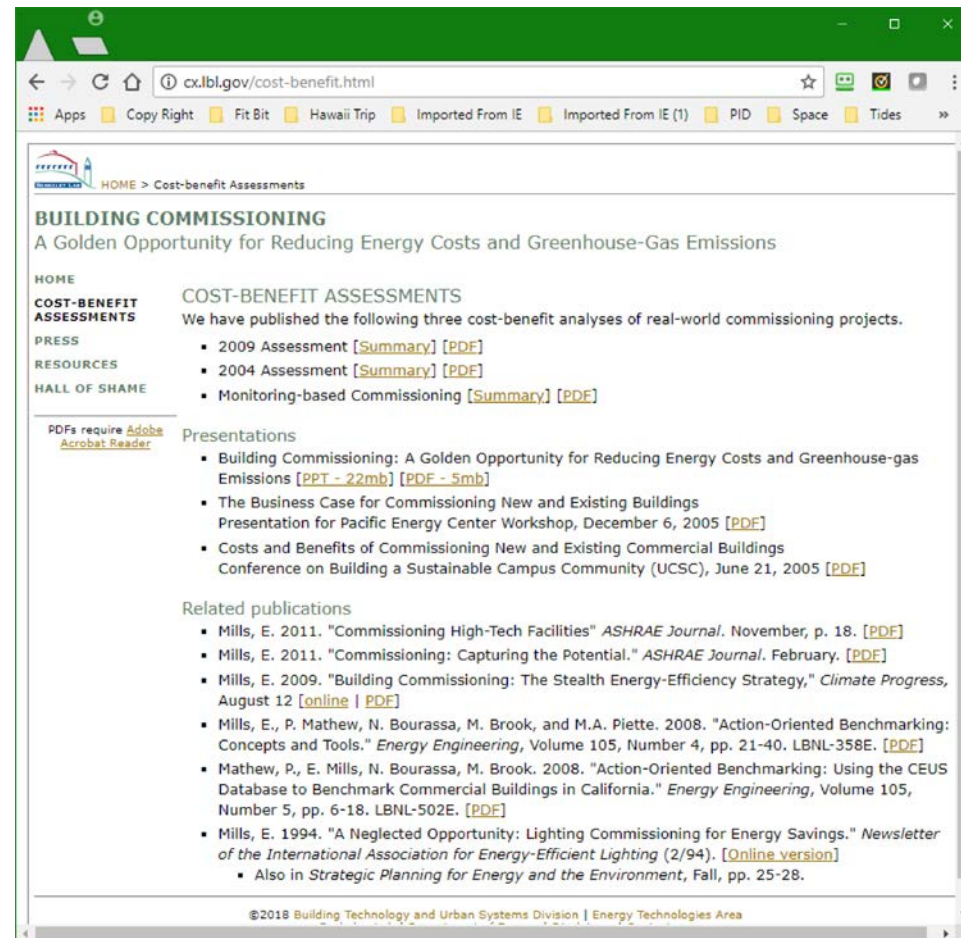 cx.lbl.gov/cost-benefit.html
Apps Copy Right Fit Bit Hawaii Trip Imported From IE Imported From IE (1) PID Space Tides »
BERKELEY LAB
HOME > Cost-benefit Assessments
BUILDING COMMISSIONING
A Golden Opportunity for Reducing Energy Costs and Greenhouse-Gas Emissions
HOME
COST-BENEFIT
ASSESSMENTS
PRESS
RESOURCES
HALL OF SHAME
PDFs require Adobe
Acrobat Reader
COST-BENEFIT ASSESSMENTS
We have published the following three cost-benefit analyses of real-world commissioning projects.
▪ 2009 Assessment [Summary] [PDF]
▪ 2004 Assessment [Summary] [PDF]
▪ Monitoring-based Commissioning [Summary] [PDF]
Presentations
▪ Building Commissioning: A Golden Opportunity for Reducing Energy Costs and Greenhouse-gas
Emissions [PPT - 22mb] [PDF - 5mb]
▪ The Business Case for Commissioning New and Existing Buildings
Presentation for Pacific Energy Center Workshop, December 6, 2005 [PDF]
▪ Costs and Benefits of Commissioning New and Existing Commercial Buildings
Conference on Building a Sustainable Campus Community (UCSC), June 21, 2005 [PDF]
Related publications
▪ Mills, E. 2011. "Commissioning High-Tech Facilities" ASHRAE Journal. November, p. 18. [PDF]
▪ Mills, E. 2011. "Commissioning: Capturing the Potential." ASHRAE Journal. February. [PDF]
▪ Mills, E. 2009. "Building Commissioning: The Stealth Energy-Efficiency Strategy," Climate Progress,
August 12 [online | PDF]
▪ Mills, E., P. Mathew, N. Bourassa, M. Brook, and M.A. Piette. 2008. "Action-Oriented Benchmarking:
Concepts and Tools." Energy Engineering, Volume 105, Number 4, pp. 21-40. LBNL-358E. [PDF]
▪ Mathew, P., E. Mills, N. Bourassa, M. Brook. 2008. "Action-Oriented Benchmarking: Using the CEUS
Database to Benchmark Commercial Buildings in California." Energy Engineering, Volume 105,
Number 5, pp. 6-18. LBNL-502E. [PDF]
▪ Mills, E. 1994. "A Neglected Opportunity: Lighting Commissioning for Energy Savings." Newsletter
of the International Association for Energy-Efficient Lighting (2/94). [Online version]
▪ Also in Strategic Planning for Energy and the Environment, Fall, pp. 25-28.
©2018 Building Technology and Urban Systems Division | Energy Technologies Area